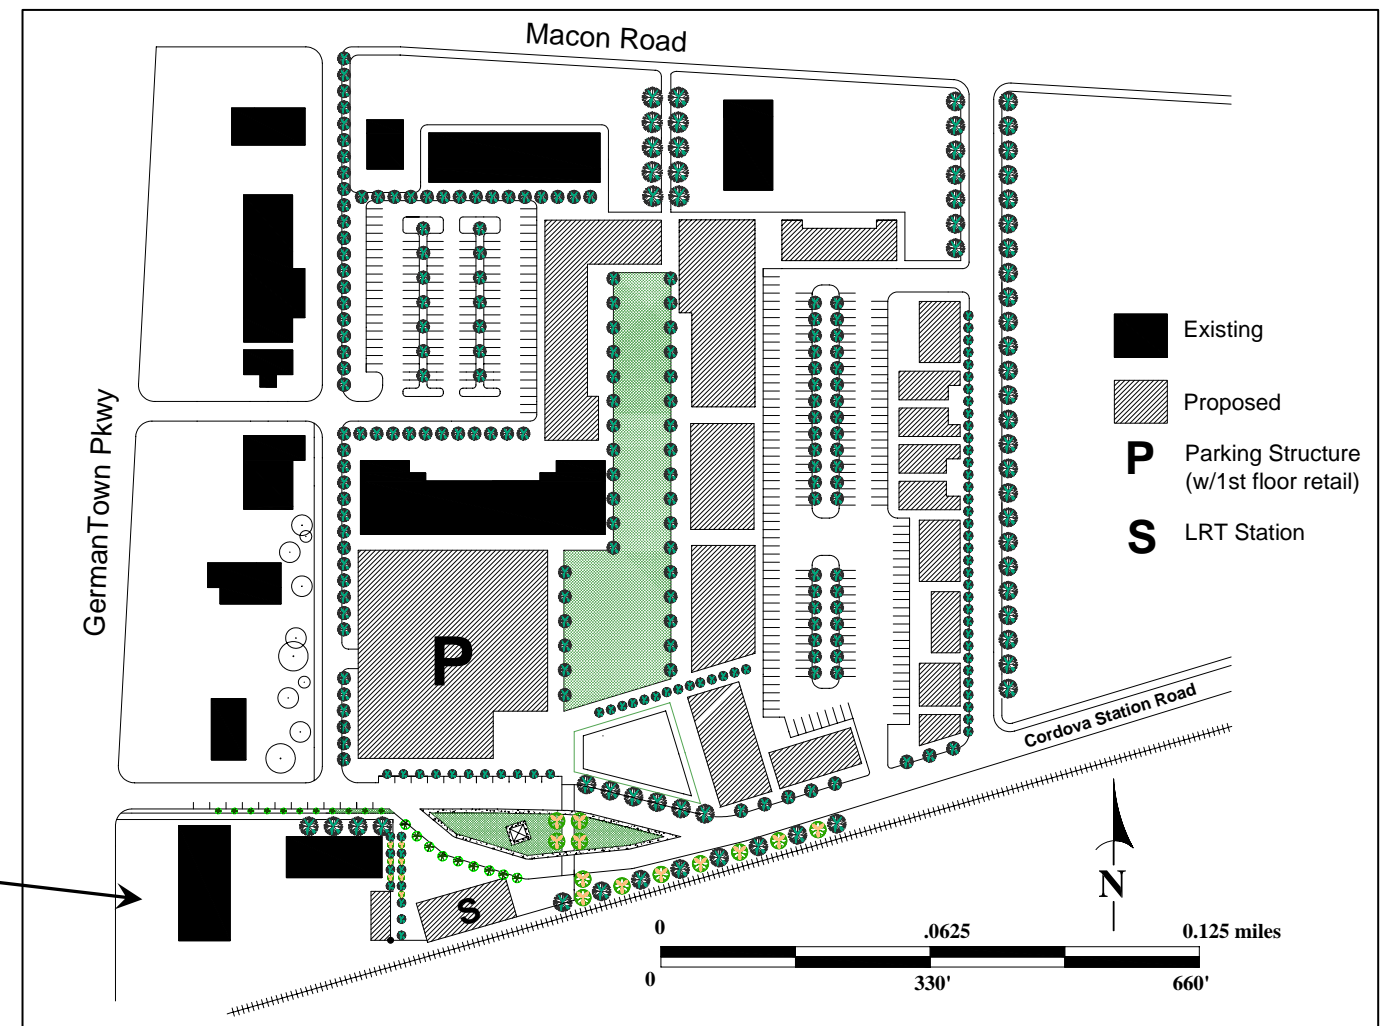 Macon Road
GermanTown Pkwy
Existing
Proposed
P
Parking Structure
(w/1st floor retail)
S
LRT Station
P
S
Cordova Station Road
N
0
.0625
0.125 miles
0
330'
660'